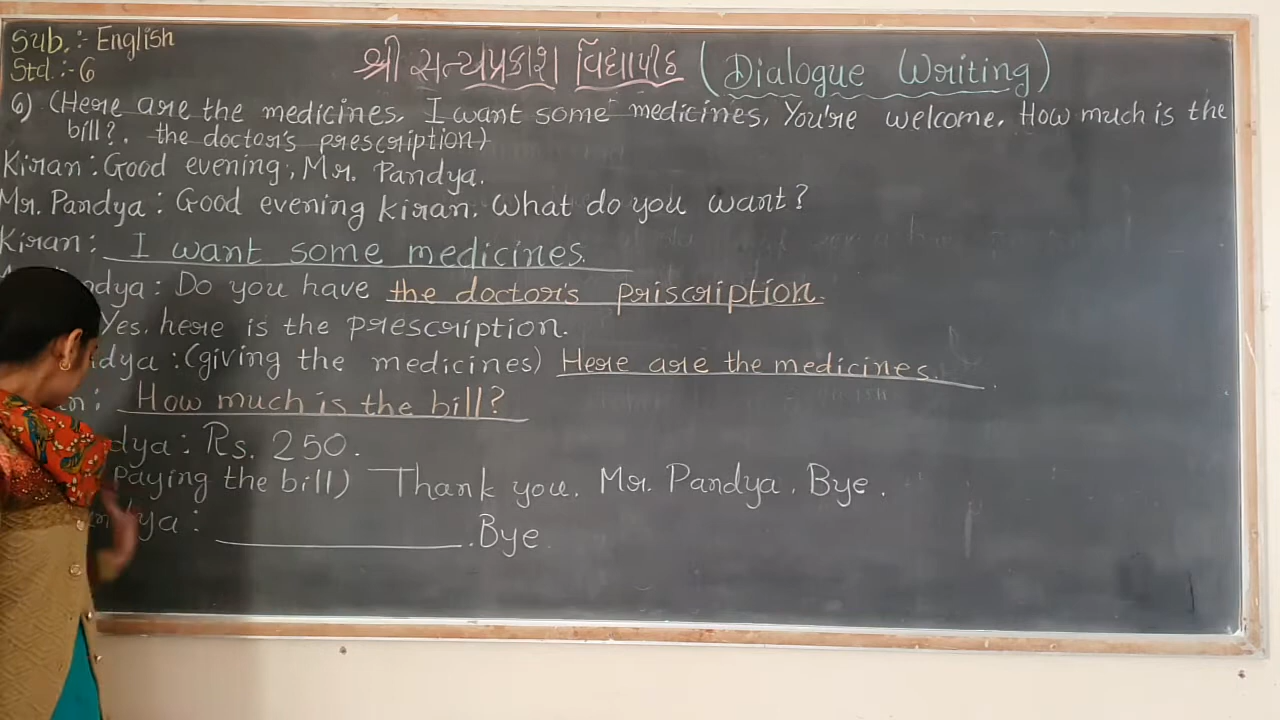 Sub. :- English
Std :- 6
શ્રી સત્યપ્રકાશ વિદ્યાપીઠ (Dialogue Writing)
6) (Here are the medicines. I want some medicines, You're welcome. How much is the
bill?. the doctor's prescription)
Kiran : Good evening, Mr. Pandya.
Mr. Pandya : Good evening kiran. What do you want?
Kiran : I want some medicines.
ndya : Do you have the doctor's priscription.
Yes. here is the prescription.
dya : (giving the medicines) Here are the medicines.
an : How much is the bill?
dya : Rs. 250.
Paying the bill) Thank you. Mr. Pandya. Bye.
ndya : ____________. Bye